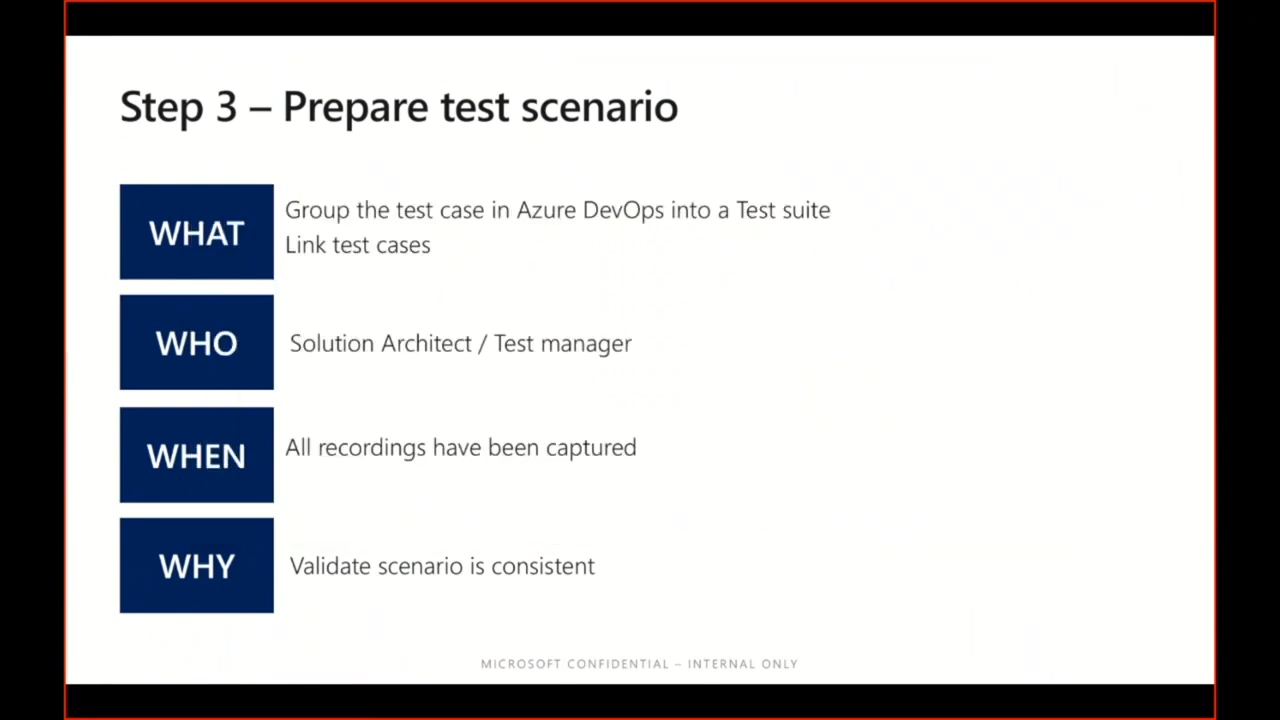 Step 3 – Prepare test scenario
WHAT
Group the test case in Azure DevOps into a Test suite
Link test cases
WHO
Solution Architect / Test manager
WHEN
All recordings have been captured
WHY
Validate scenario is consistent
MICROSOFT CONFIDENTIAL – INTERNAL ONLY